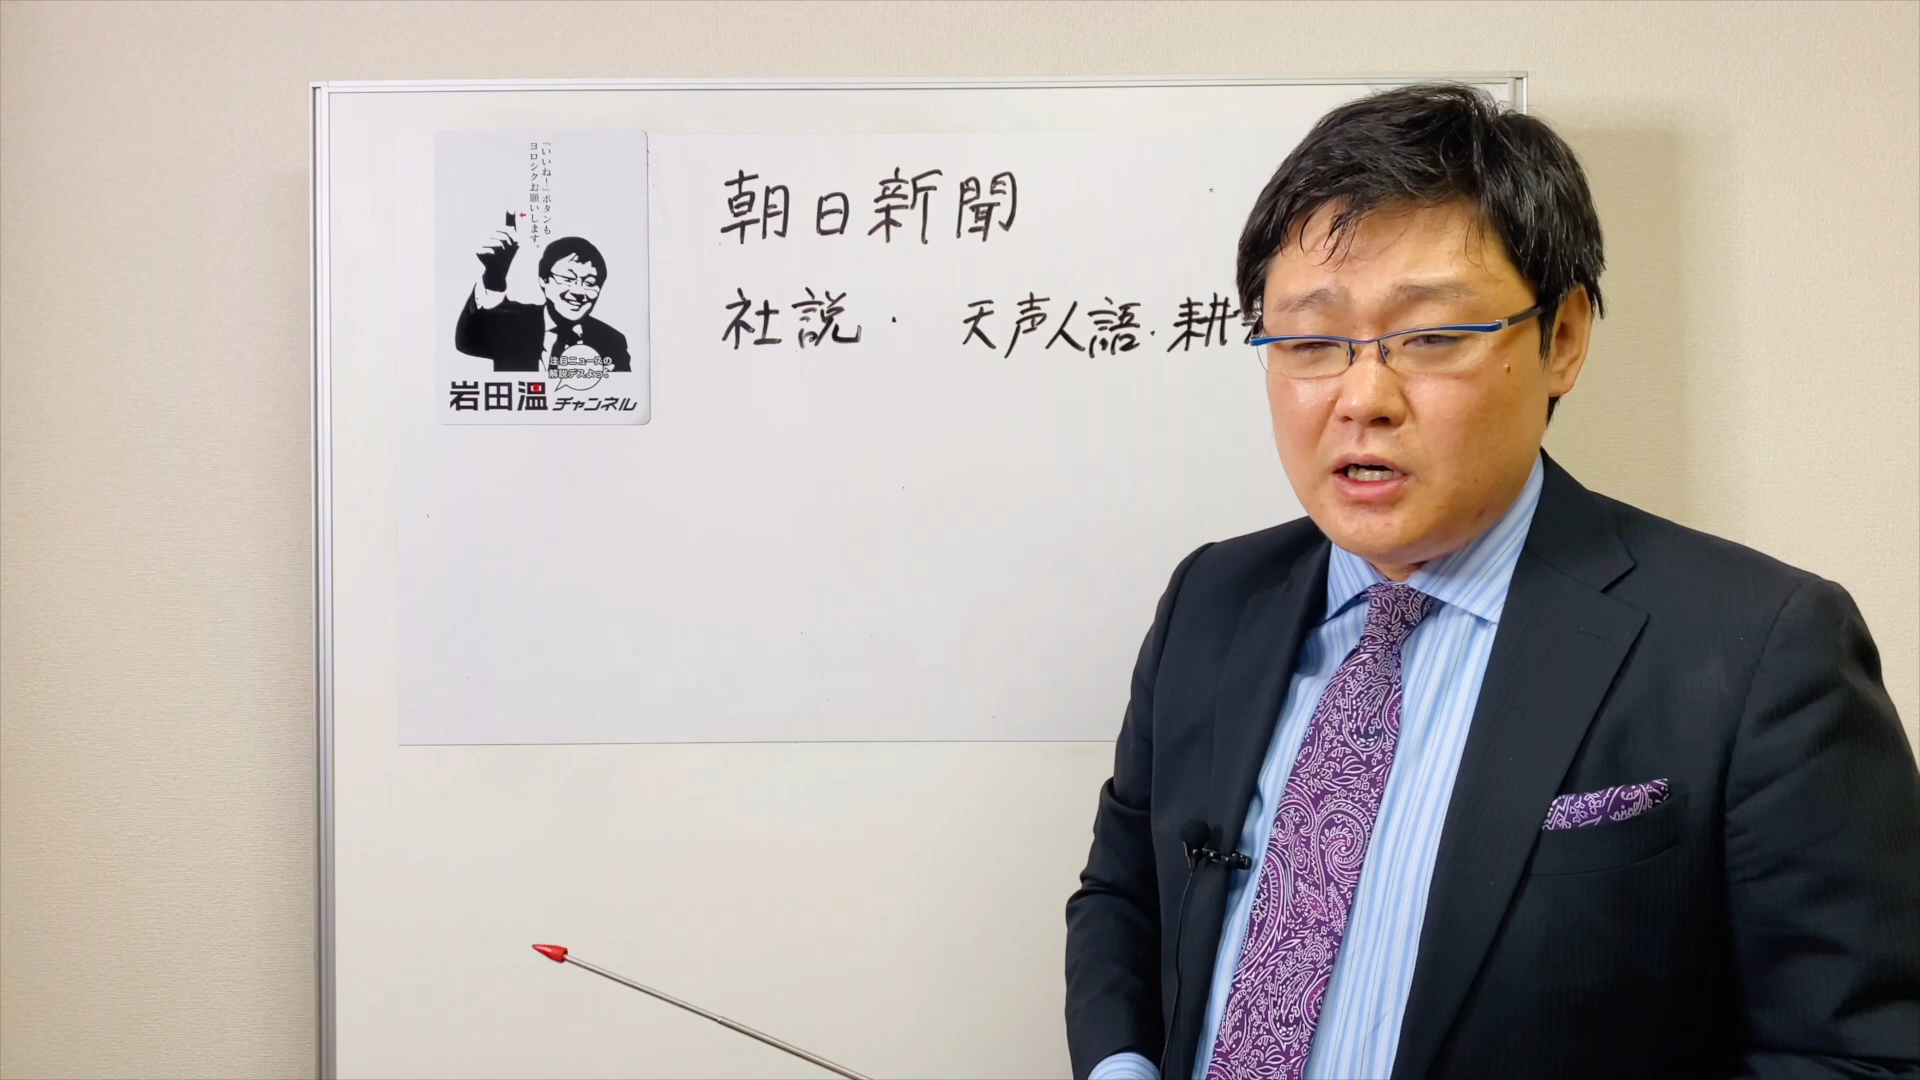 「いいね!」ボタンも
ヨロシクお願いします。
注目ニュースの
解説デスよっ。
岩田温チャンネル
朝日新聞
社説・天声人語・耕